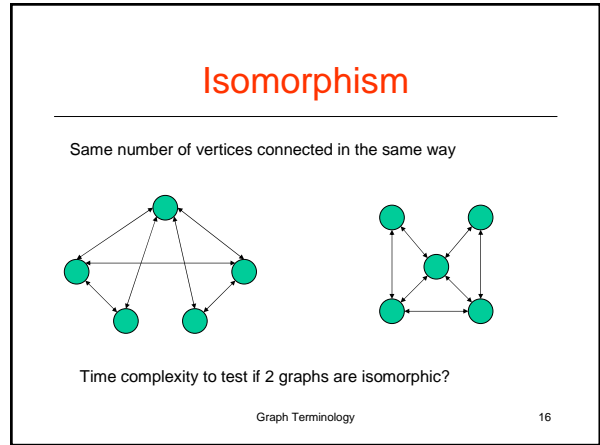 Isomorphism
Same number of vertices connected in the same way
Time complexity to test if 2 graphs are isomorphic?
Graph Terminology
16